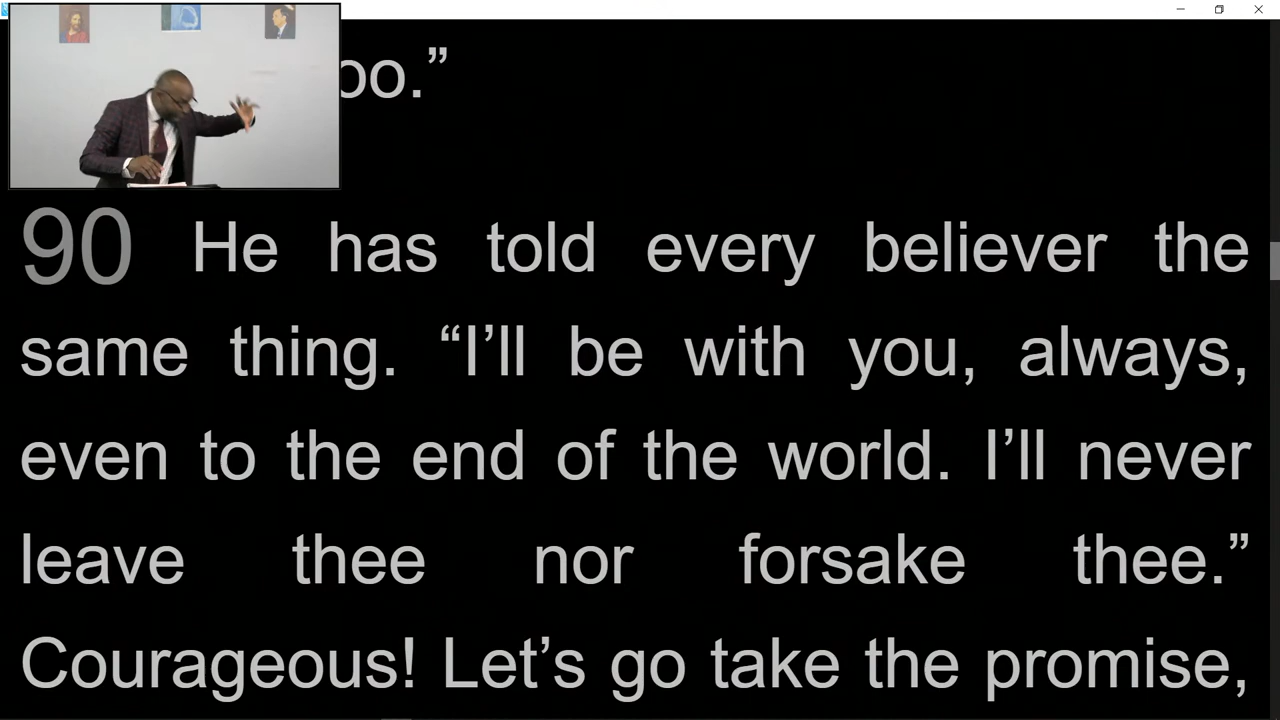 oo.”
90 He has told every believer the
same thing. “I’ll be with you, always,
even to the end of the world. I’ll never
leave thee nor forsake thee.”
Courageous! Let’s go take the promise,